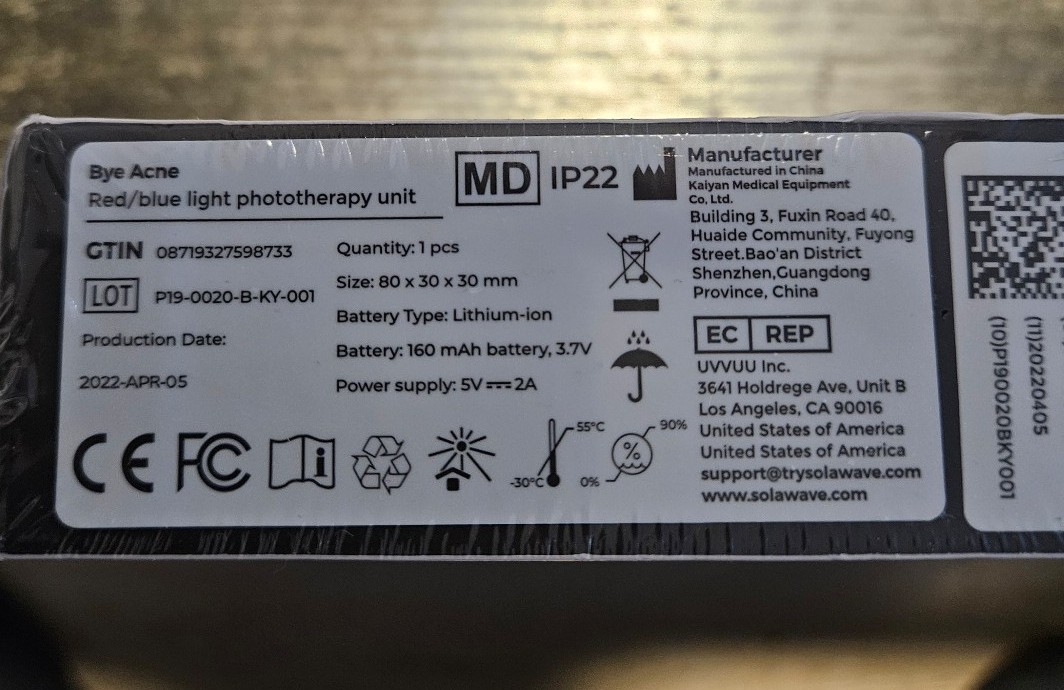 Bye Acne
Red/blue light phototherapy unit
GTIN 08719327598733
LOT P19-0020-B-KY-001
Production Date:
2022-APR-05
Quantity: 1 pcs
Size: 80 x 30 x 30 mm
Battery Type: Lithium-ion
Battery: 160 mAh battery, 3.7V
Power supply: 5V 2A
CE FC i
-30°C 55°C
0% % 90%
MD IP22
Manufacturer
Manufactured in China
Kaiyan Medical Equipment
Co, Ltd.
Building 3, Fuxin Road 40,
Huaide Community, Fuyong
Street.Bao'an District
Shenzhen,Guangdong
Province, China
EC REP
UVVUU Inc.
3641 Holdrege Ave, Unit B
Los Angeles, CA 90016
United States of America
United States of America
support@trysolawave.com
www.solawave.com
(11)20220405
(10)P190020BKY001